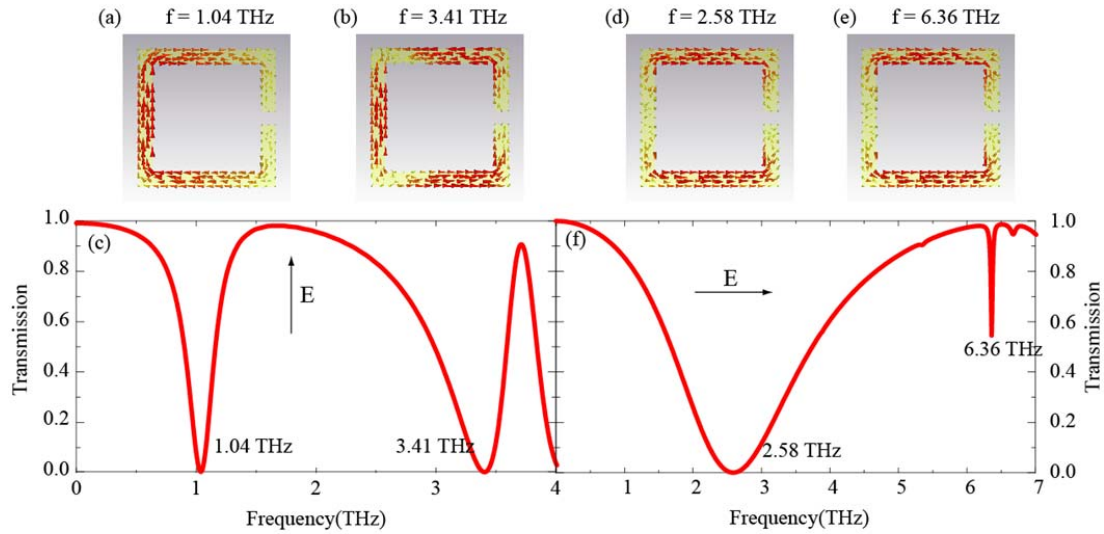 (a) f = 1.04 THz (b) f = 3.41 THz (d) f = 2.58 THz (e) f = 6.36 THz
1.0 1.0
(c) (f)
0.8 0.8
E E
0.6 0.6
6.36 THz
0.4 0.4
0.2 0.2
1.04 THz 3.41 THz 2.58 THz
0.0 0.0
0 1 2 3 4 1 2 3 4 5 6 7
Frequency(THz) Frequency(THz)
Transmission
Transmission